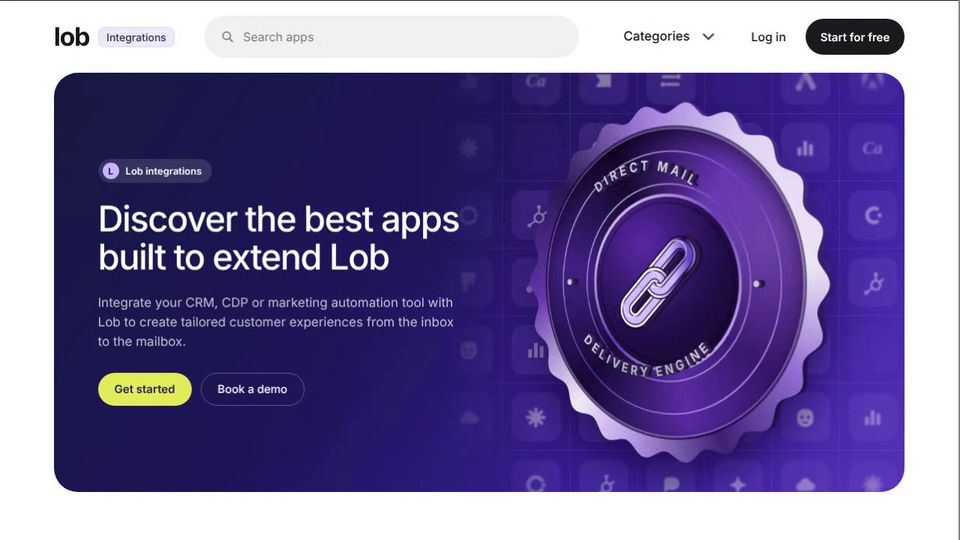 lob
Integrations
Search apps
Categories
Log in
Start for free
L
Lob integrations
Discover the best apps
built to extend Lob
Integrate your CRM, CDP or marketing automation tool with
Lob to create tailored customer experiences from the inbox
to the mailbox.
Get started
Book a demo
DIRECT MAIL
DELIVERY ENGINE
Ca
Ca